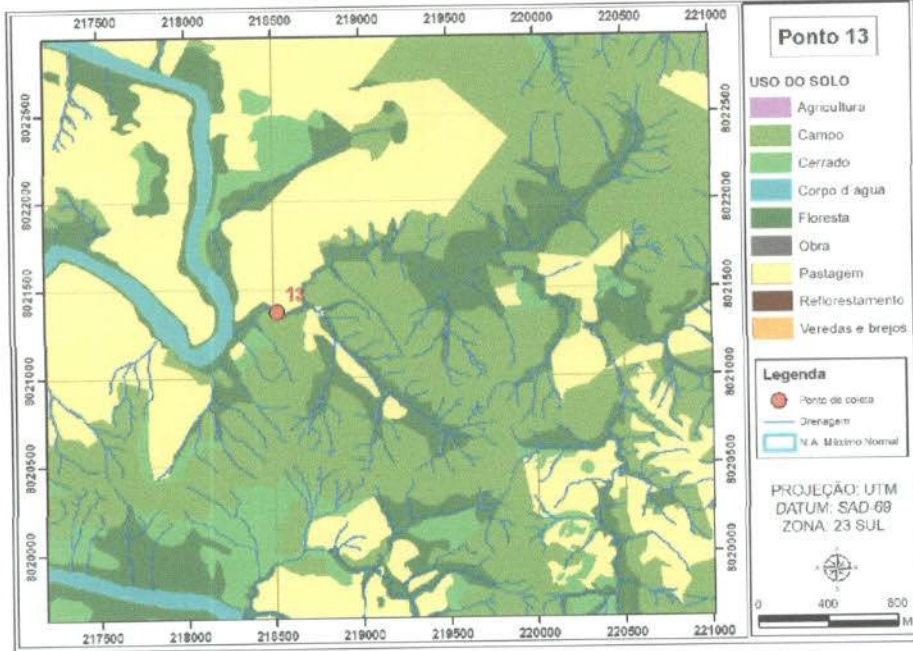 217500 218000 218500 219000 219500 220000 220500 221000
8022500
8022000
8021500
8021000
8020500
8020000
13
8022500
8022000
8021500
8021000
8020500
8020000
217500 218000 218500 219000 219500 220000 220500 221000
Ponto 13
USO DO SOLO
Agricultura
Campo
Cerrado
Corpo d´agua
Floresta
Obra
Pastagem
Reflorestamento
Veredas e brejos
Legenda
Ponto de coleta
Drenagem
N.A. Máximo Normal
PROJEÇÃO: UTM
DATUM: SAD-69
ZONA: 23 SUL
0 400 800
M